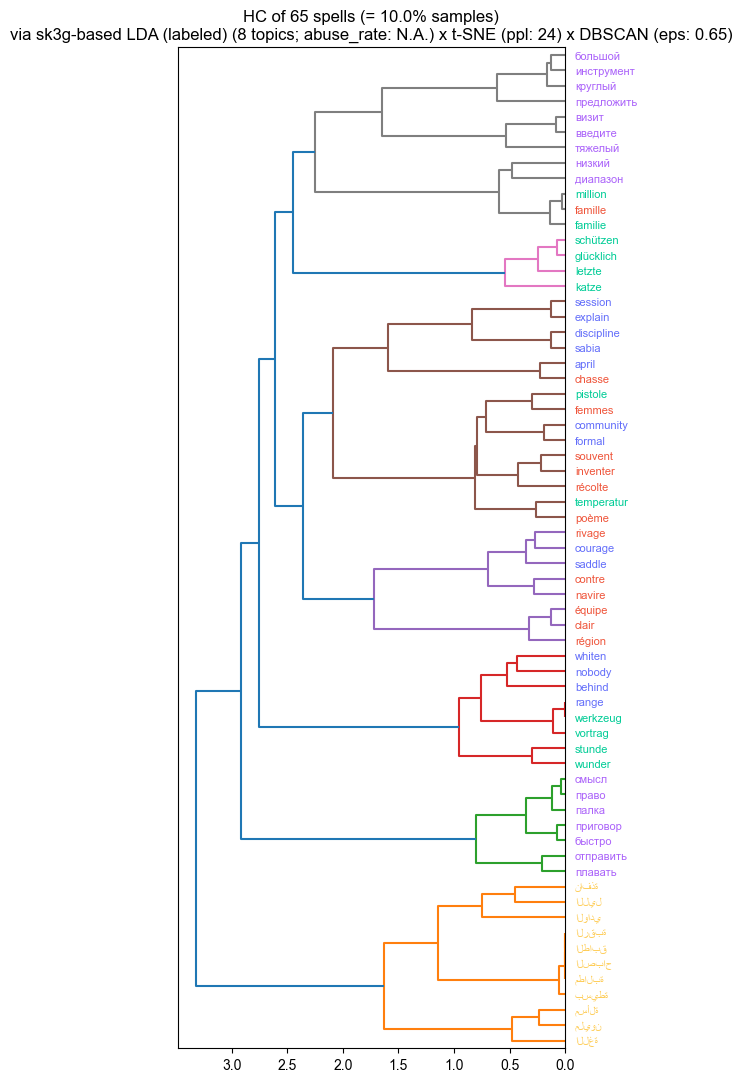 HC of 65 spells (= 10.0% samples)
via sk3g-based LDA (labeled) (8 topics; abuse_rate: N.A.) x t-SNE (ppl: 24) x DBSCAN (eps: 0.65)
большой
инструмент
круглый
предложить
визит
введите
тяжелый
низкий
диапазон
million
famille
familie
schützen
glücklich
letzte
katze
session
explain
discipline
sabia
april
chasse
pistole
femmes
community
formal
souvent
inventer
récolte
temperatur
poème
rivage
courage
saddle
contre
navire
équipe
clair
région
whiten
nobody
behind
range
werkzeug
vortrag
stunde
wunder
смысл
право
палка
приговор
быстро
отправить
плавать
نافذة
الليل
الوادي
الرقبة
الطابق
الصباح
مطالبة
بسيطة
مسألة
مليون
اللغة
3.0 2.5 2.0 1.5 1.0 0.5 0.0